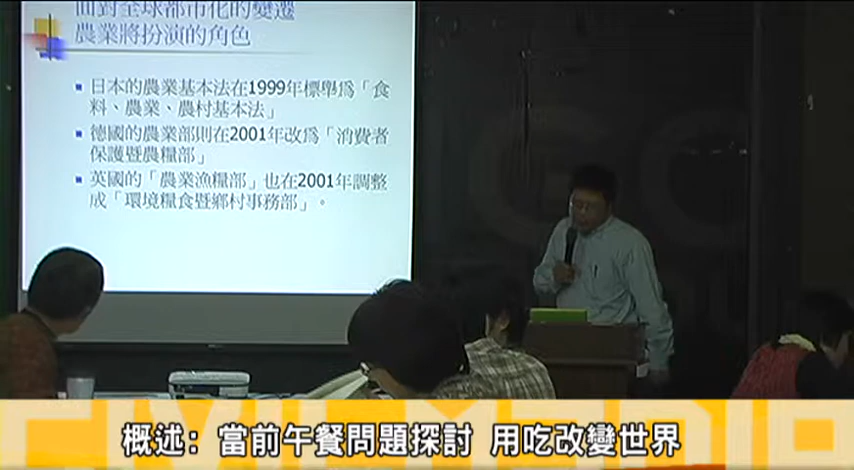 面對全球都市化的變遷
農業將扮演的角色
日本的農業基本法在1999年標舉為「食
料、農業、農村基本法」
德國的農業部則在2001年改為「消費者
保護暨農糧部」
英國的「農業漁糧部」也在2001年調整
成「環境糧食暨鄉村事務部」。
CIVIC MEDIA
概述：當前午餐問題探討 用吃改變世界